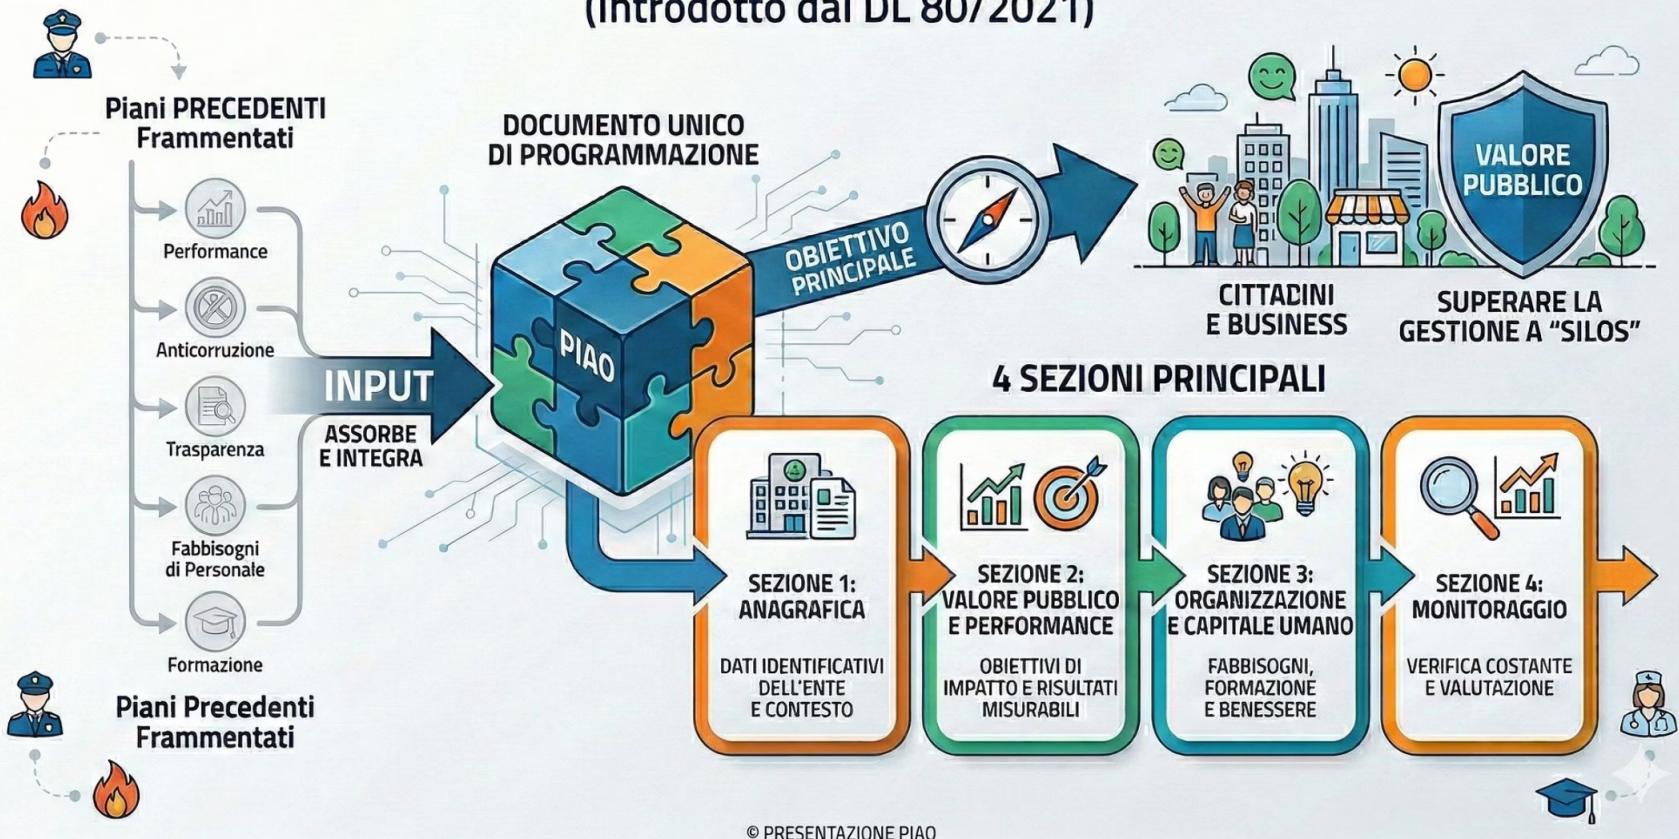 (Introdotto dal DL 80/2021)
Piani PRECEDENTI
Frammentati
Performance
Anticorruzione
Trasparenza
Fabbisogni
di Personale
Formazione
Piani Precedenti
Frammentati
INPUT
ASSORBE
E INTEGRA
DOCUMENTO UNICO
DI PROGRAMMAZIONE
PIAO
OBIETTIVO
PRINCIPALE
VALORE
PUBBLICO
CITTADINI
E BUSINESS
SUPERARE LA
GESTIONE A “SILOS”
4 SEZIONI PRINCIPALI
SEZIONE 1:
ANAGRAFICA
DATI IDENTIFICATIVI
DELL'ENTE
E CONTESTO
SEZIONE 2:
VALORE PUBBLICO
E PERFORMANCE
OBIETTIVI DI
IMPATTO E RISULTATI
MISURABILI
SEZIONE 3:
ORGANIZZAZIONE
E CAPITALE UMANO
FABBISOGNI,
FORMAZIONE
E BENESSERE
SEZIONE 4:
MONITORAGGIO
VERIFICA COSTANTE
E VALUTAZIONE
© PRESENTAZIONE PIAO